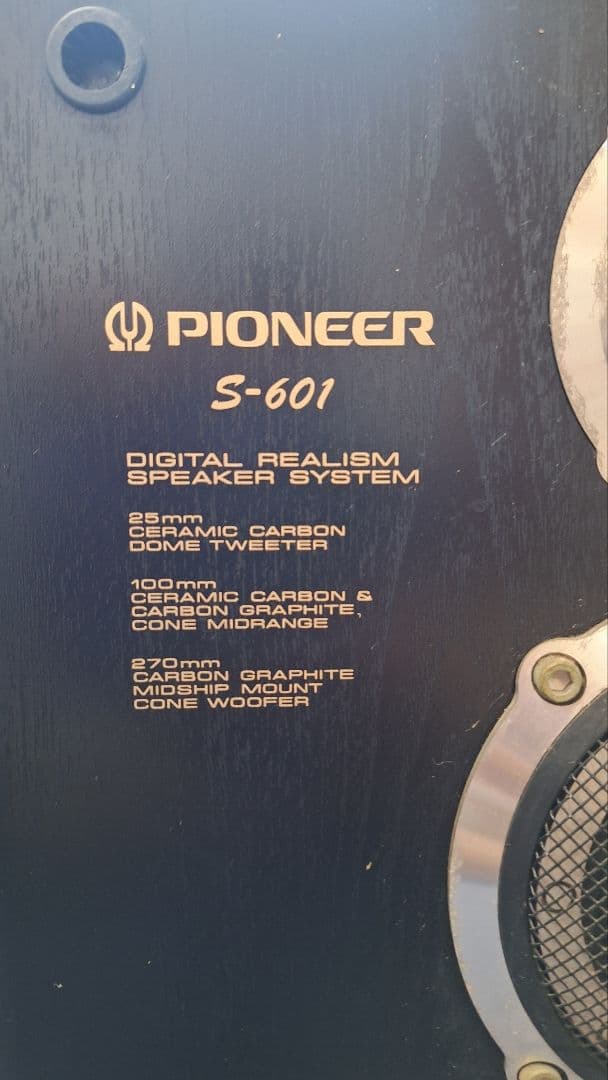 PIONEER
S-601
DIGITAL REALISM
SPEAKER SYSTEM
25mm
CERAMIC CARBON
DOME TWEETER
100mm
CERAMIC CARBON &
CARBON GRAPHITE,
CONE MIDRANGE
270mm
CARBON GRAPHITE
MIDSHIP MOUNT
CONE WOOFER